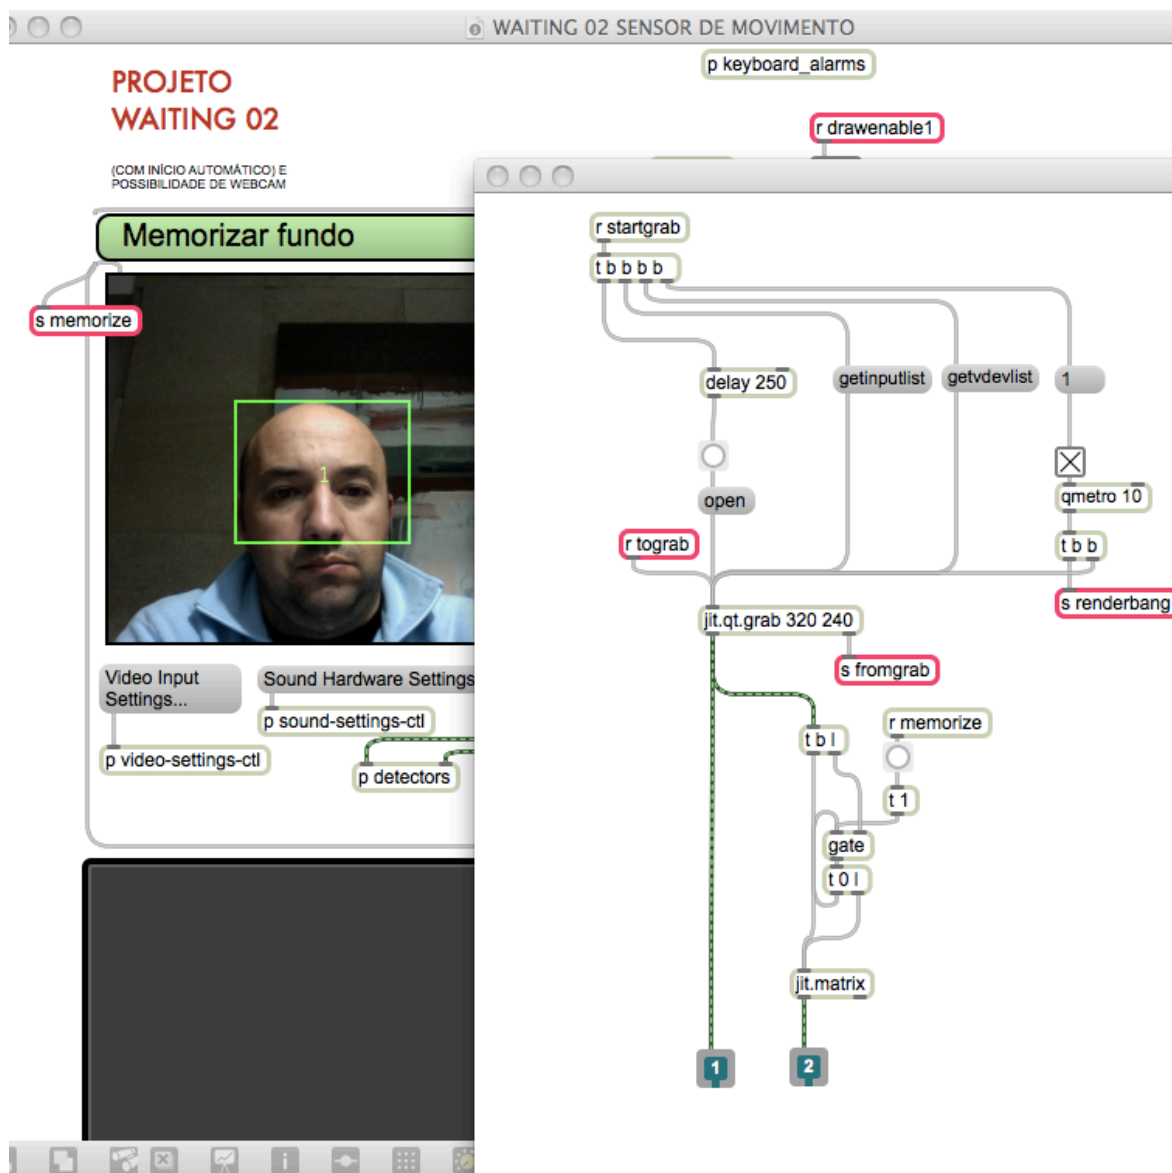 WAITING 02 SENSOR DE MOVIMENTO
p keyboard_alarms
PROJETO
WAITING 02
r drawenable1
(COM INÍCIO AUTOMÁTICO) E
POSSIBILIDADE DE WEBCAM
Memorizar fundo
s memorize
1
Video Input
Settings...
Sound Hardware Settings
p sound-settings-ctl
p video-settings-ctl
p detectors
r startgrab
t b b b b
delay 250
getinputlist
getvdevlist
1
open
qmetro 10
r tograb
t b b
s renderbang
jit.qt.grab 320 240
s fromgrab
r memorize
t b l
t 1
gate
t 0 l
jit.matrix
1
2